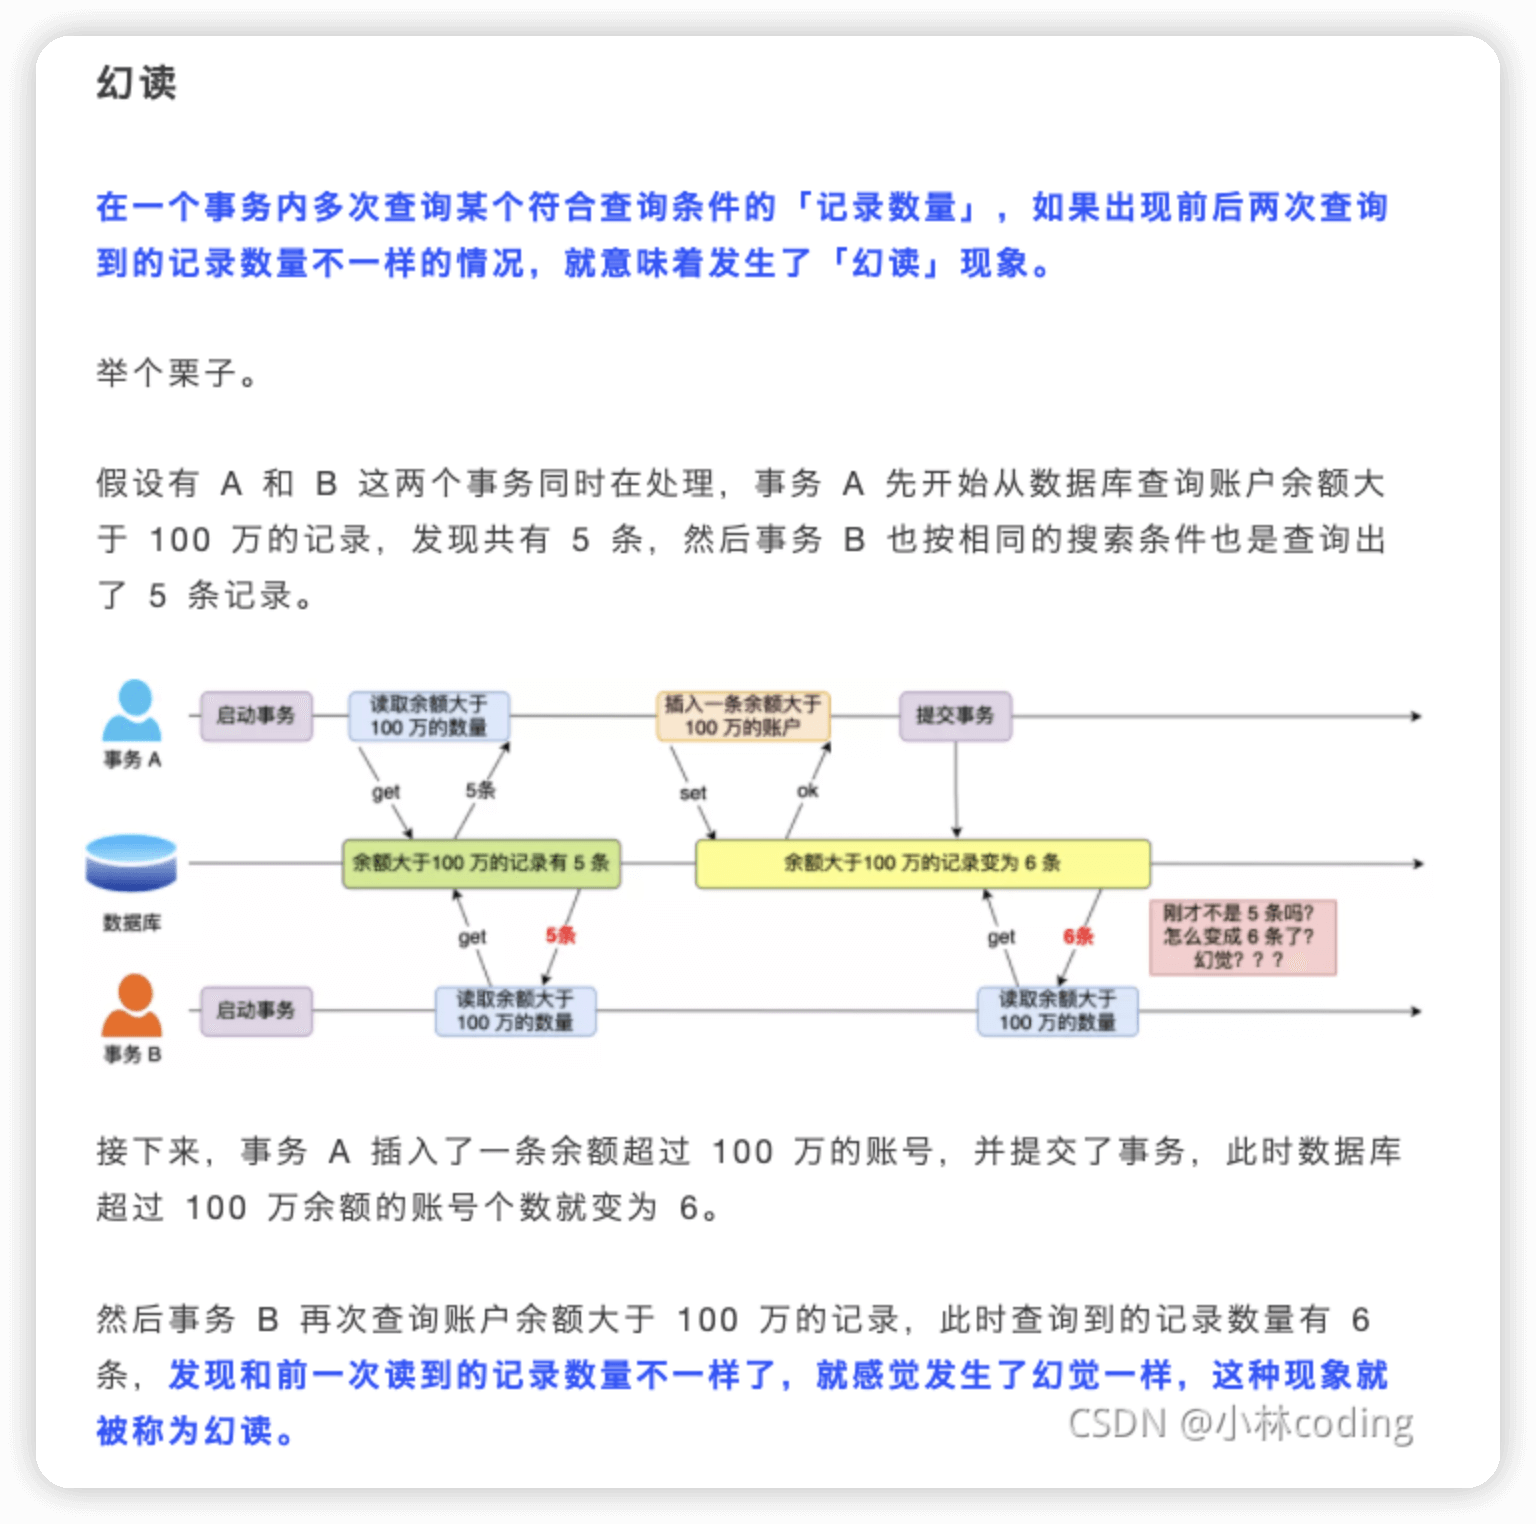 幻读
在一个事务内多次查询某个符合查询条件的「记录数量」，如果出现前后两次查询
到的记录数量不一样的情况，就意味着发生了「幻读」现象。
举个栗子。
假设有 A 和 B 这两个事务同时在处理，事务 A 先开始从数据库查询账户余额大
于 100 万的记录，发现共有 5 条，然后事务 B 也按相同的搜索条件也是查询出
了 5 条记录。
启动事务
读取余额大于
100 万的数量
插入一条余额大于
100 万的账户
提交事务
事务 A
get
5条
set
ok
余额大于100 万的记录有 5 条
余额大于100 万的记录变为 6 条
数据库
get
5条
get
6条
刚才不是 5 条吗？
怎么变成 6 条了？
幻觉？？？
启动事务
读取余额大于
100 万的数量
读取余额大于
100 万的数量
事务 B
接下来，事务 A 插入了一条余额超过 100 万的账号，并提交了事务，此时数据库
超过 100 万余额的账号个数就变为 6。
然后事务 B 再次查询账户余额大于 100 万的记录，此时查询到的记录数量有 6
条，发现和前一次读到的记录数量不一样了，就感觉发生了幻觉一样，这种现象就
被称为幻读。
CSDN @小林coding